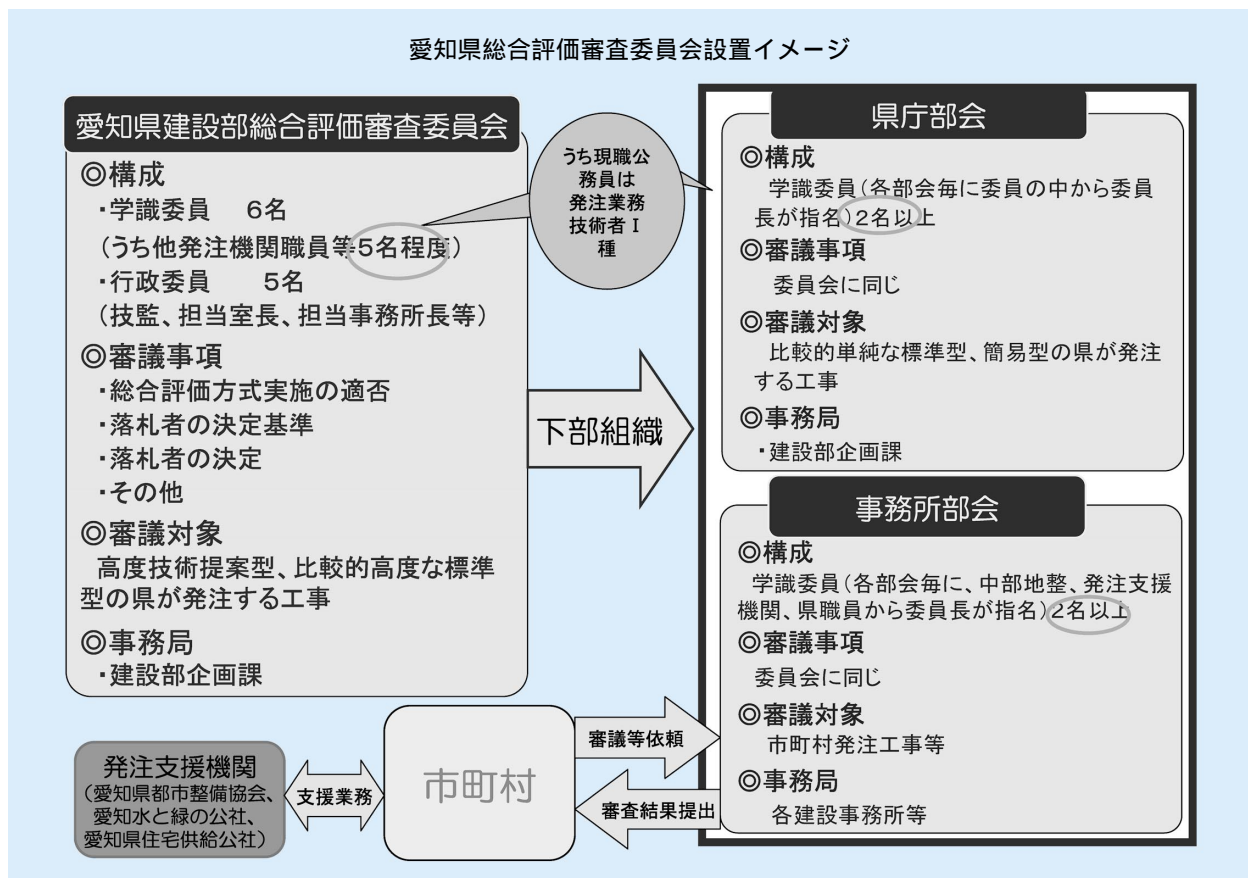 愛知県総合評価審査委員会設置イメージ
愛知県建設部総合評価審査委員会
◎構成
・学識委員　6名
(うち他発注機関職員等5名程度)
・行政委員　5名
(技監、担当室長、担当事務所長等)
◎審議事項
・総合評価方式実施の適否
・落札者の決定基準
・落札者の決定
・その他
◎審議対象
高度技術提案型、比較的高度な標準
型の県が発注する工事
◎事務局
・建設部企画課
うち現職公
務員は
発注業務
技術者Ⅰ
種
下部組織
県庁部会
◎構成
学識委員(各部会毎に委員の中から委員
長が指名)2名以上
◎審議事項
委員会に同じ
◎審議対象
比較的単純な標準型、簡易型の県が発注
する工事
◎事務局
・建設部企画課
事務所部会
◎構成
学識委員(各部会毎に、中部地整、発注支援
機関、県職員から委員長が指名)2名以上
◎審議事項
委員会に同じ
◎審議対象
市町村発注工事等
◎事務局
各建設事務所等
発注支援機関
(愛知県都市整備協会、
愛知水と緑の公社、
愛知県住宅供給公社)
支援業務
市町村
審議等依頼
審査結果提出